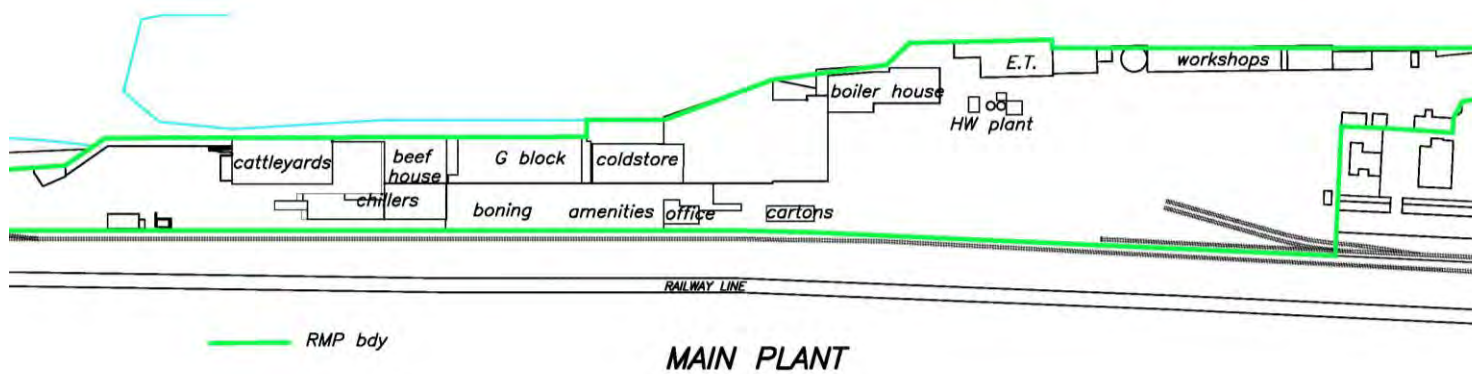 E.T.
workshops
boiler house
HW plant
cattleyards
beef
house
G block
coldstore
chillers
boning
amenities
office
cartons
RAILWAY LINE
RMP bdy
MAIN PLANT